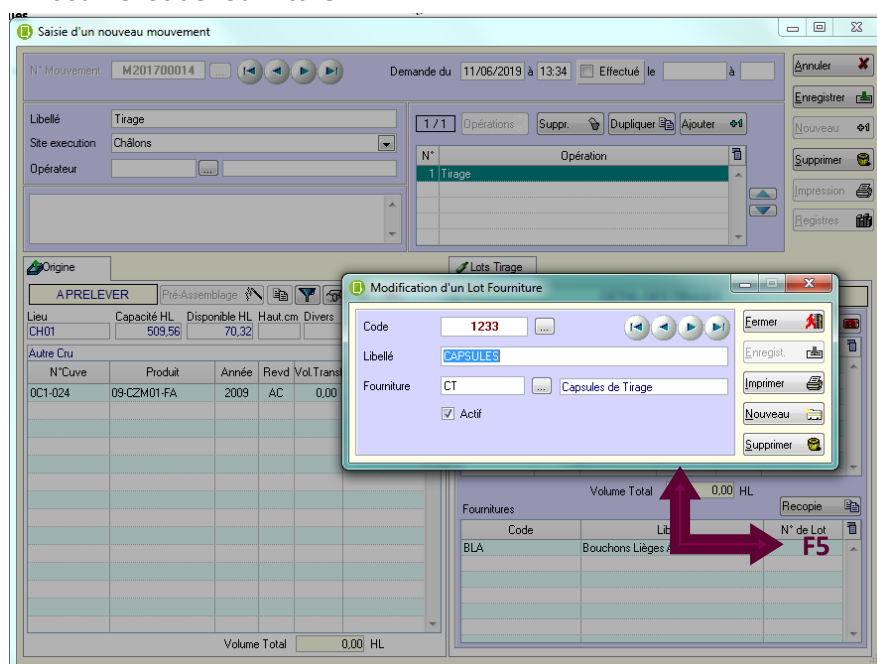 Saisie d'un nouveau mouvement
N° Mouvement M201700014 ... Demande du 11/06/2019 à 13:34 Effectué le à
Annuler
Enregistrer
Nouveau
Supprimer
Impression
Registres
Libellé Tirage
Site execution Châlons
Opérateur ...
1 / 1 Opérations Suppr. Dupliquer Ajouter
N° Opération
1 Tirage
Origine
Lots Tirage
APRELEVER Pré-Assemblage
Lieu Capacité HL Disponible HL Haut.cm Divers
CH01 509,56 70,32
Autre Cru
N°Cuve Produit Année Revd Vol.Transf
0C1-024 09-CZM01-FA 2009 AC 0,00
Volume Total 0,00 HL
Modification d'un Lot Fourniture
Code 1233 ...
Libellé CAPSULES
Fourniture CT ... Capsules de Tirage
Actif
Fermer
Enregist.
Imprimer
Nouveau
Supprimer
Volume Total 0,00 HL
Fournitures Recopie
Code Lib N° de Lot
BLA Bouchons Lièges F5